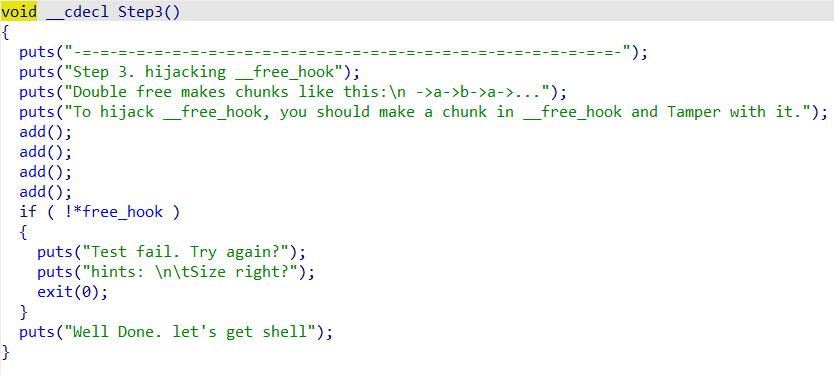 void __cdecl Step3()
{
  puts("-=-=-=-=-=-=-=-=-=-=-=-=-=-=-=-=-=-=-=-=-=-=-=-=-=-=-=-=-=-=-");
  puts("Step 3. hijacking __free_hook");
  puts("Double free makes chunks like this:\n ->a->b->a->...");
  puts("To hijack __free_hook, you should make a chunk in __free_hook and Tamper with it.");
  add();
  add();
  add();
  add();
  if ( !*free_hook )
  {
    puts("Test fail. Try again?");
    puts("hints: \n\tSize right?");
    exit(0);
  }
  puts("Well Done. let's get shell");
}